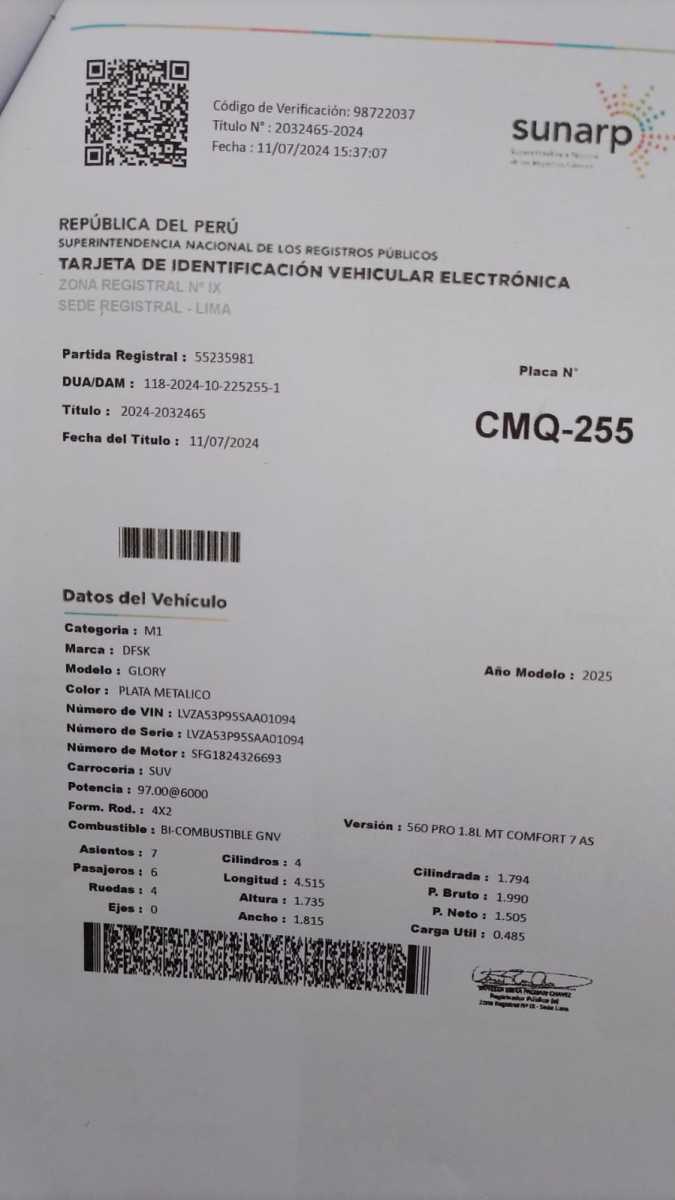 Código de Verificación: 98722037
Título N° : 2032465-2024
Fecha : 11/07/2024 15:37:07
sunarp
REPÚBLICA DEL PERÚ
SUPERINTENDENCIA NACIONAL DE LOS REGISTROS PÚBLICOS
TARJETA DE IDENTIFICACIÓN VEHICULAR ELECTRÓNICA
ZONA REGISTRAL N° IX
SEDE REGISTRAL - LIMA
Partida Registral : 55235981
DUA/DAM : 118-2024-10-225255-1
Título : 2024-2032465
Fecha del Título : 11/07/2024
Placa N°
CMQ-255
Datos del Vehículo
Categoria : M1
Marca : DFSK
Modelo : GLORY
Año Modelo : 2025
Color : PLATA METALICO
Número de VIN : LVZA53P95SAA01094
Número de Serie : LVZA53P95SAA01094
Número de Motor : SFG1824326693
Carrocería : SUV
Potencia : 97.00@6000
Form. Rod. : 4X2
Combustible : BI-COMBUSTIBLE GNV
Versión : 560 PRO 1.8L MT COMFORT 7 AS
Asientos : 7
Cilindros : 4
Cilindrada : 1.794
Pasajeros : 6
Longitud : 4.515
P. Bruto : 1.990
Ruedas : 4
Altura : 1.735
P. Neto : 1.505
Ejes : 0
Ancho : 1.815
Carga Util : 0.485
Registrador Público (e)
Zona Registral N° IX - Sede Lima